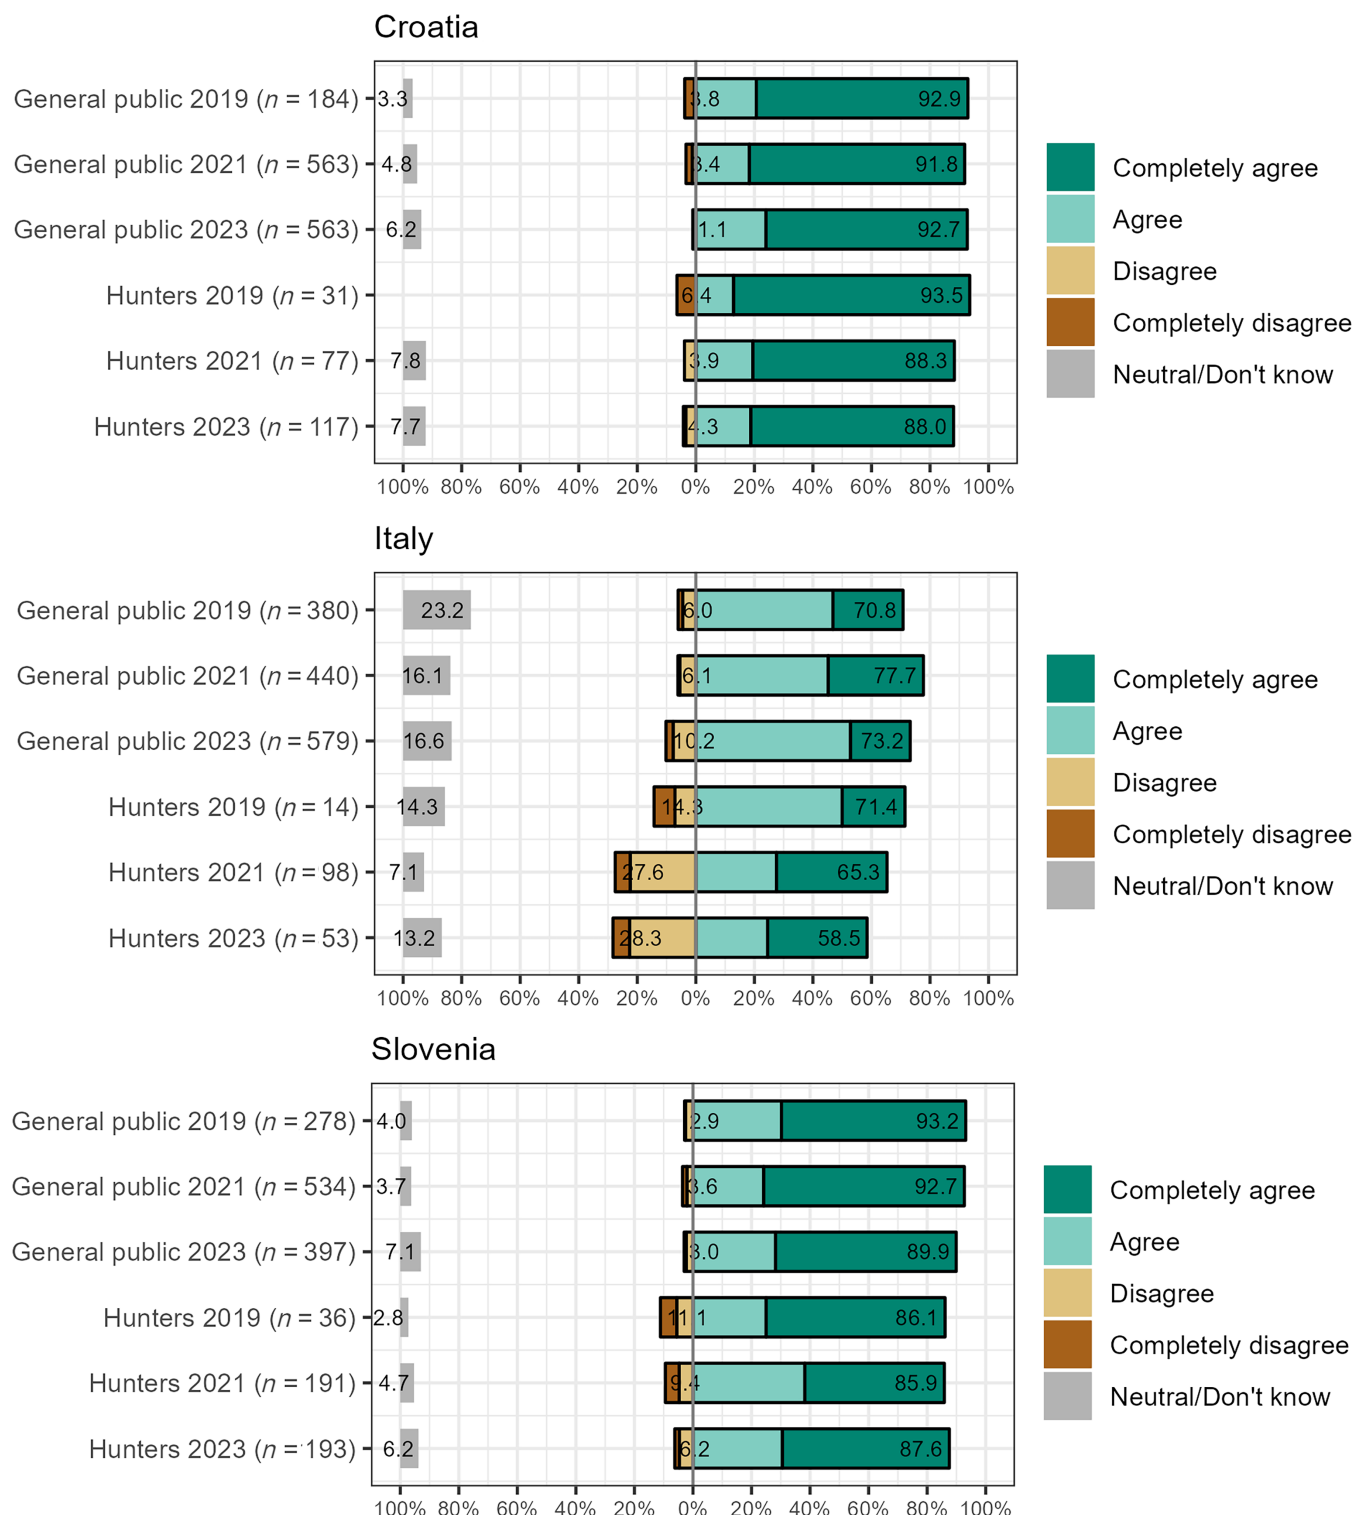 Croatia
General public 2019 (n = 184) 3.3 3.8 92.9
General public 2021 (n = 563) 4.8 3.4 91.8
General public 2023 (n = 563) 6.2 1.1 92.7
Hunters 2019 (n = 31) 6.4 93.5
Hunters 2021 (n = 77) 7.8 3.9 88.3
Hunters 2023 (n = 117) 7.7 4.3 88.0
100% 80% 60% 40% 20% 0% 20% 40% 60% 80% 100%
Completely agree
Agree
Disagree
Completely disagree
Neutral/Don't know
Italy
General public 2019 (n = 380) 23.2 6.0 70.8
General public 2021 (n = 440) 16.1 6.1 77.7
General public 2023 (n = 579) 16.6 10.2 73.2
Hunters 2019 (n = 14) 14.3 14.3 71.4
Hunters 2021 (n = 98) 7.1 27.6 65.3
Hunters 2023 (n = 53) 13.2 28.3 58.5
100% 80% 60% 40% 20% 0% 20% 40% 60% 80% 100%
Completely agree
Agree
Disagree
Completely disagree
Neutral/Don't know
Slovenia
General public 2019 (n = 278) 4.0 2.9 93.2
General public 2021 (n = 534) 3.7 3.6 92.7
General public 2023 (n = 397) 7.1 3.0 89.9
Hunters 2019 (n = 36) 2.8 11.1 86.1
Hunters 2021 (n = 191) 4.7 9.4 85.9
Hunters 2023 (n = 193) 6.2 6.2 87.6
100% 80% 60% 40% 20% 0% 20% 40% 60% 80% 100%
Completely agree
Agree
Disagree
Completely disagree
Neutral/Don't know